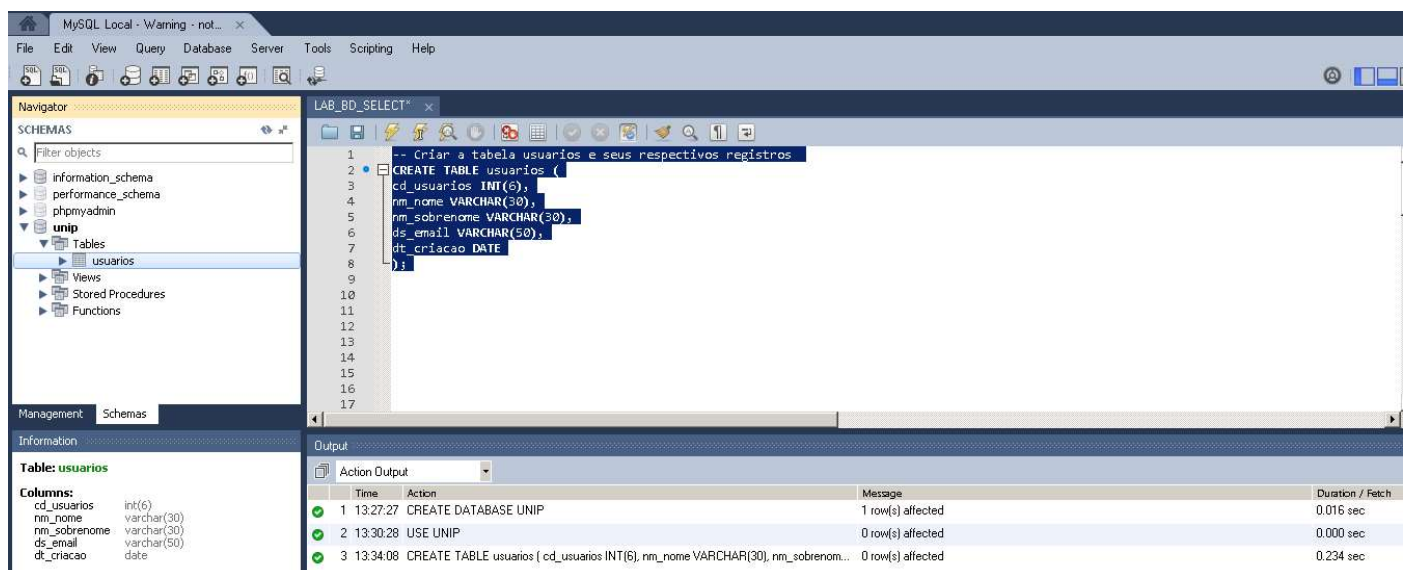 MySQL Local - Warning - not...
File Edit View Query Database Server Tools Scripting Help
Navigator
SCHEMAS
Filter objects
information_schema
performance_schema
phpmyadmin
unip
Tables
usuarios
Views
Stored Procedures
Functions
Management Schemas
Information
Table: usuarios
Columns:
cd_usuarios int(6)
nm_nome varchar(30)
nm_sobrenome varchar(30)
ds_email varchar(50)
dt_criacao date
LAB_BD_SELECT*
1 -- Criar a tabela usuarios e seus respectivos registros
2 CREATE TABLE usuarios (
3 cd_usuarios INT(6),
4 nm_nome VARCHAR(30),
5 nm_sobrenome VARCHAR(30),
6 ds_email VARCHAR(50),
7 dt_criacao DATE
8 );
9
10
11
12
13
14
15
16
17
Output
Action Output
Time Action Message Duration / Fetch
1 13:27:27 CREATE DATABASE UNIP 1 row(s) affected 0.016 sec
2 13:30:28 USE UNIP 0 row(s) affected 0.000 sec
3 13:34:08 CREATE TABLE usuarios ( cd_usuarios INT(6), nm_nome VARCHAR(30), nm_sobrenom... 0 row(s) affected 0.234 sec